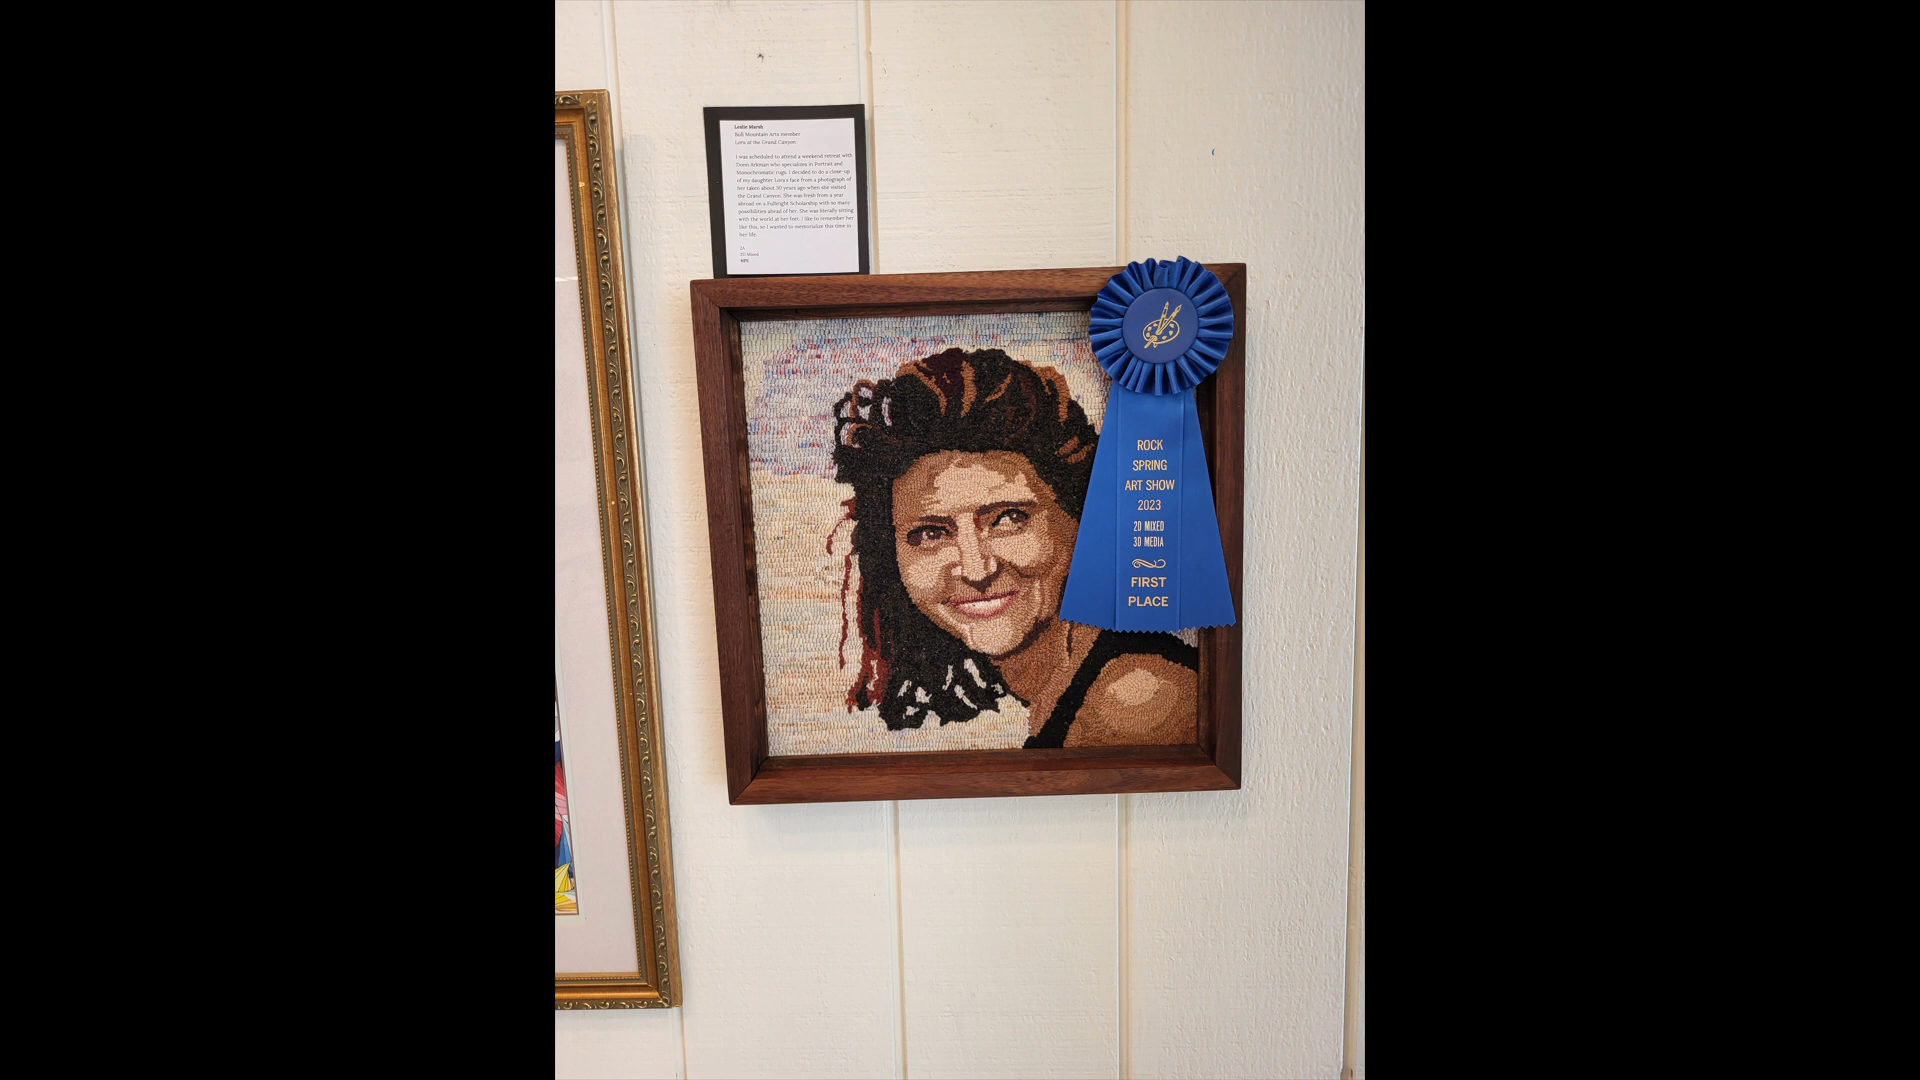 Leslie Marsh
Bull Mountain Arts member
Lora at the Grand Canyon
I was scheduled to attend a weekend retreat with
Donn Arkman who specializes in Portrait and
Monochromatic rugs. I decided to do a close-up
of my daughter Lora's face from a photograph of
her taken about 30 years ago when she visited
the Grand Canyon. She was fresh from a year
abroad on a Fulbright Scholarship with so many
possibilities ahead of her. She was literally sitting
with the world at her feet. I like to remember her
like this, so I wanted to memorialize this time in
her life.
2A
2D Mixed
NFS
ROCK
SPRING
ART SHOW
2023
2D MIXED
3D MEDIA
FIRST
PLACE